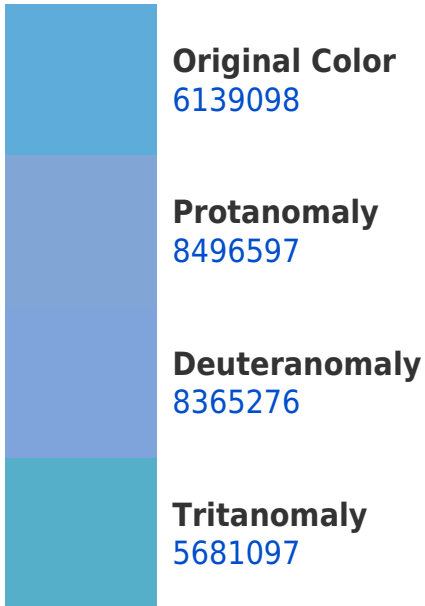 Original Color
6139098
Protanomaly
8496597
Deuteranomaly
8365276
Tritanomaly
5681097